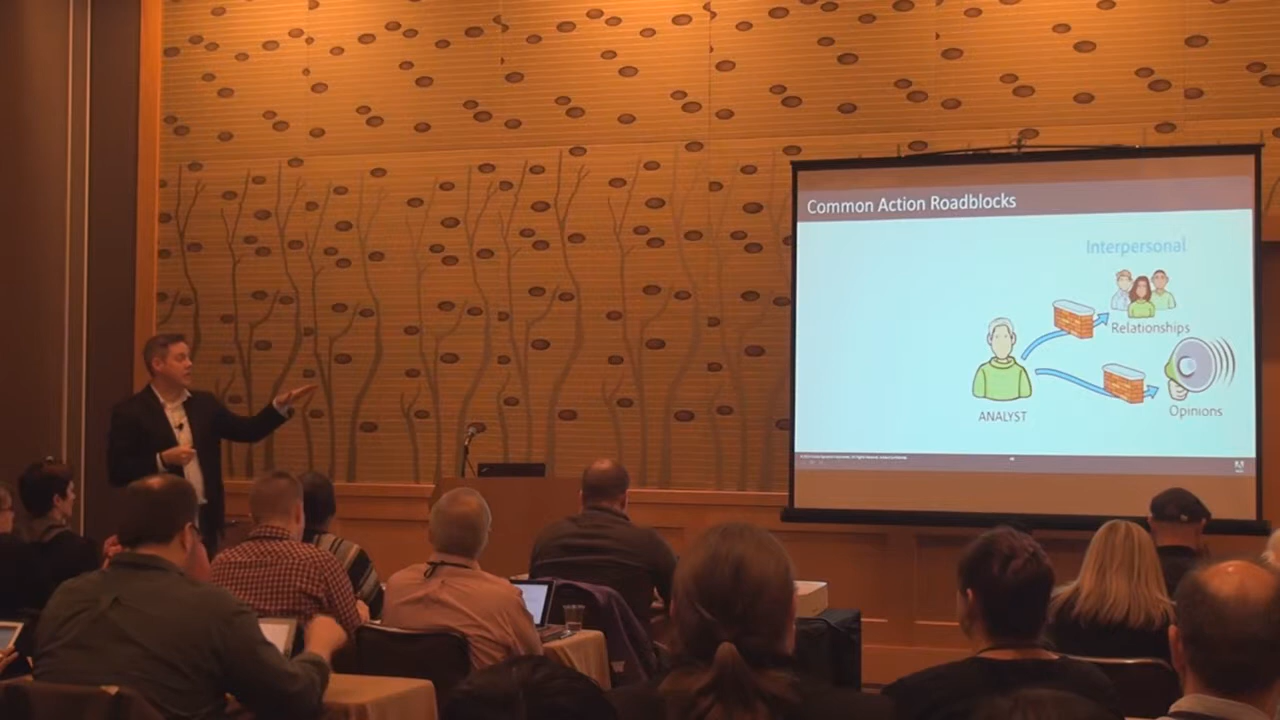 Common Action Roadblocks
Interpersonal
Relationships
ANALYST
Opinions